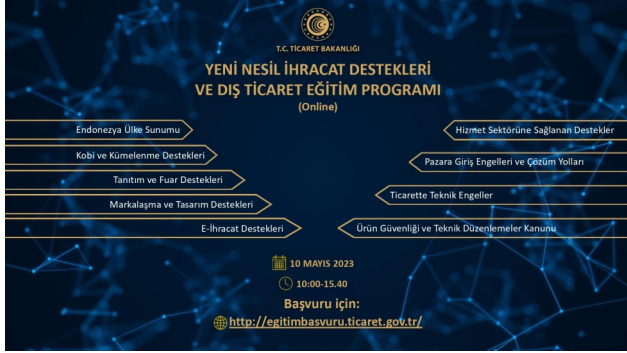 T.C. TİCARET BAKANLIĞI
YENİ NESİL İHRACAT DESTEKLERİ
VE DIŞ TİCARET EĞİTİM PROGRAMI
(Online)
Endonezya Ülke Sunumu
Kobi ve Kümelenme Destekleri
Tanıtım ve Fuar Destekleri
Markalaşma ve Tasarım Destekleri
E-İhracat Destekleri
Hizmet Sektörüne Sağlanan Destekler
Pazara Giriş Engelleri ve Çözüm Yolları
Ticarette Teknik Engeller
Ürün Güvenliği ve Teknik Düzenlemeler Kanunu
10 MAYIS 2023
10:00-15.40
Başvuru için:
http://egitimbasvuru.ticaret.gov.tr/